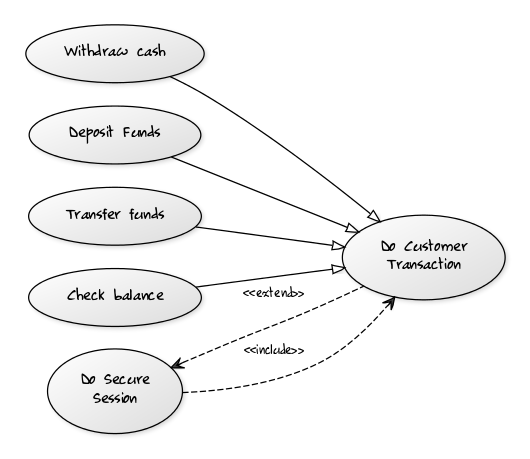 Withdraw cash
Deposit Funds
Transfer funds
Do Customer
Transaction
Check balance
<<extend>>
<<include>>
Do Secure
Session